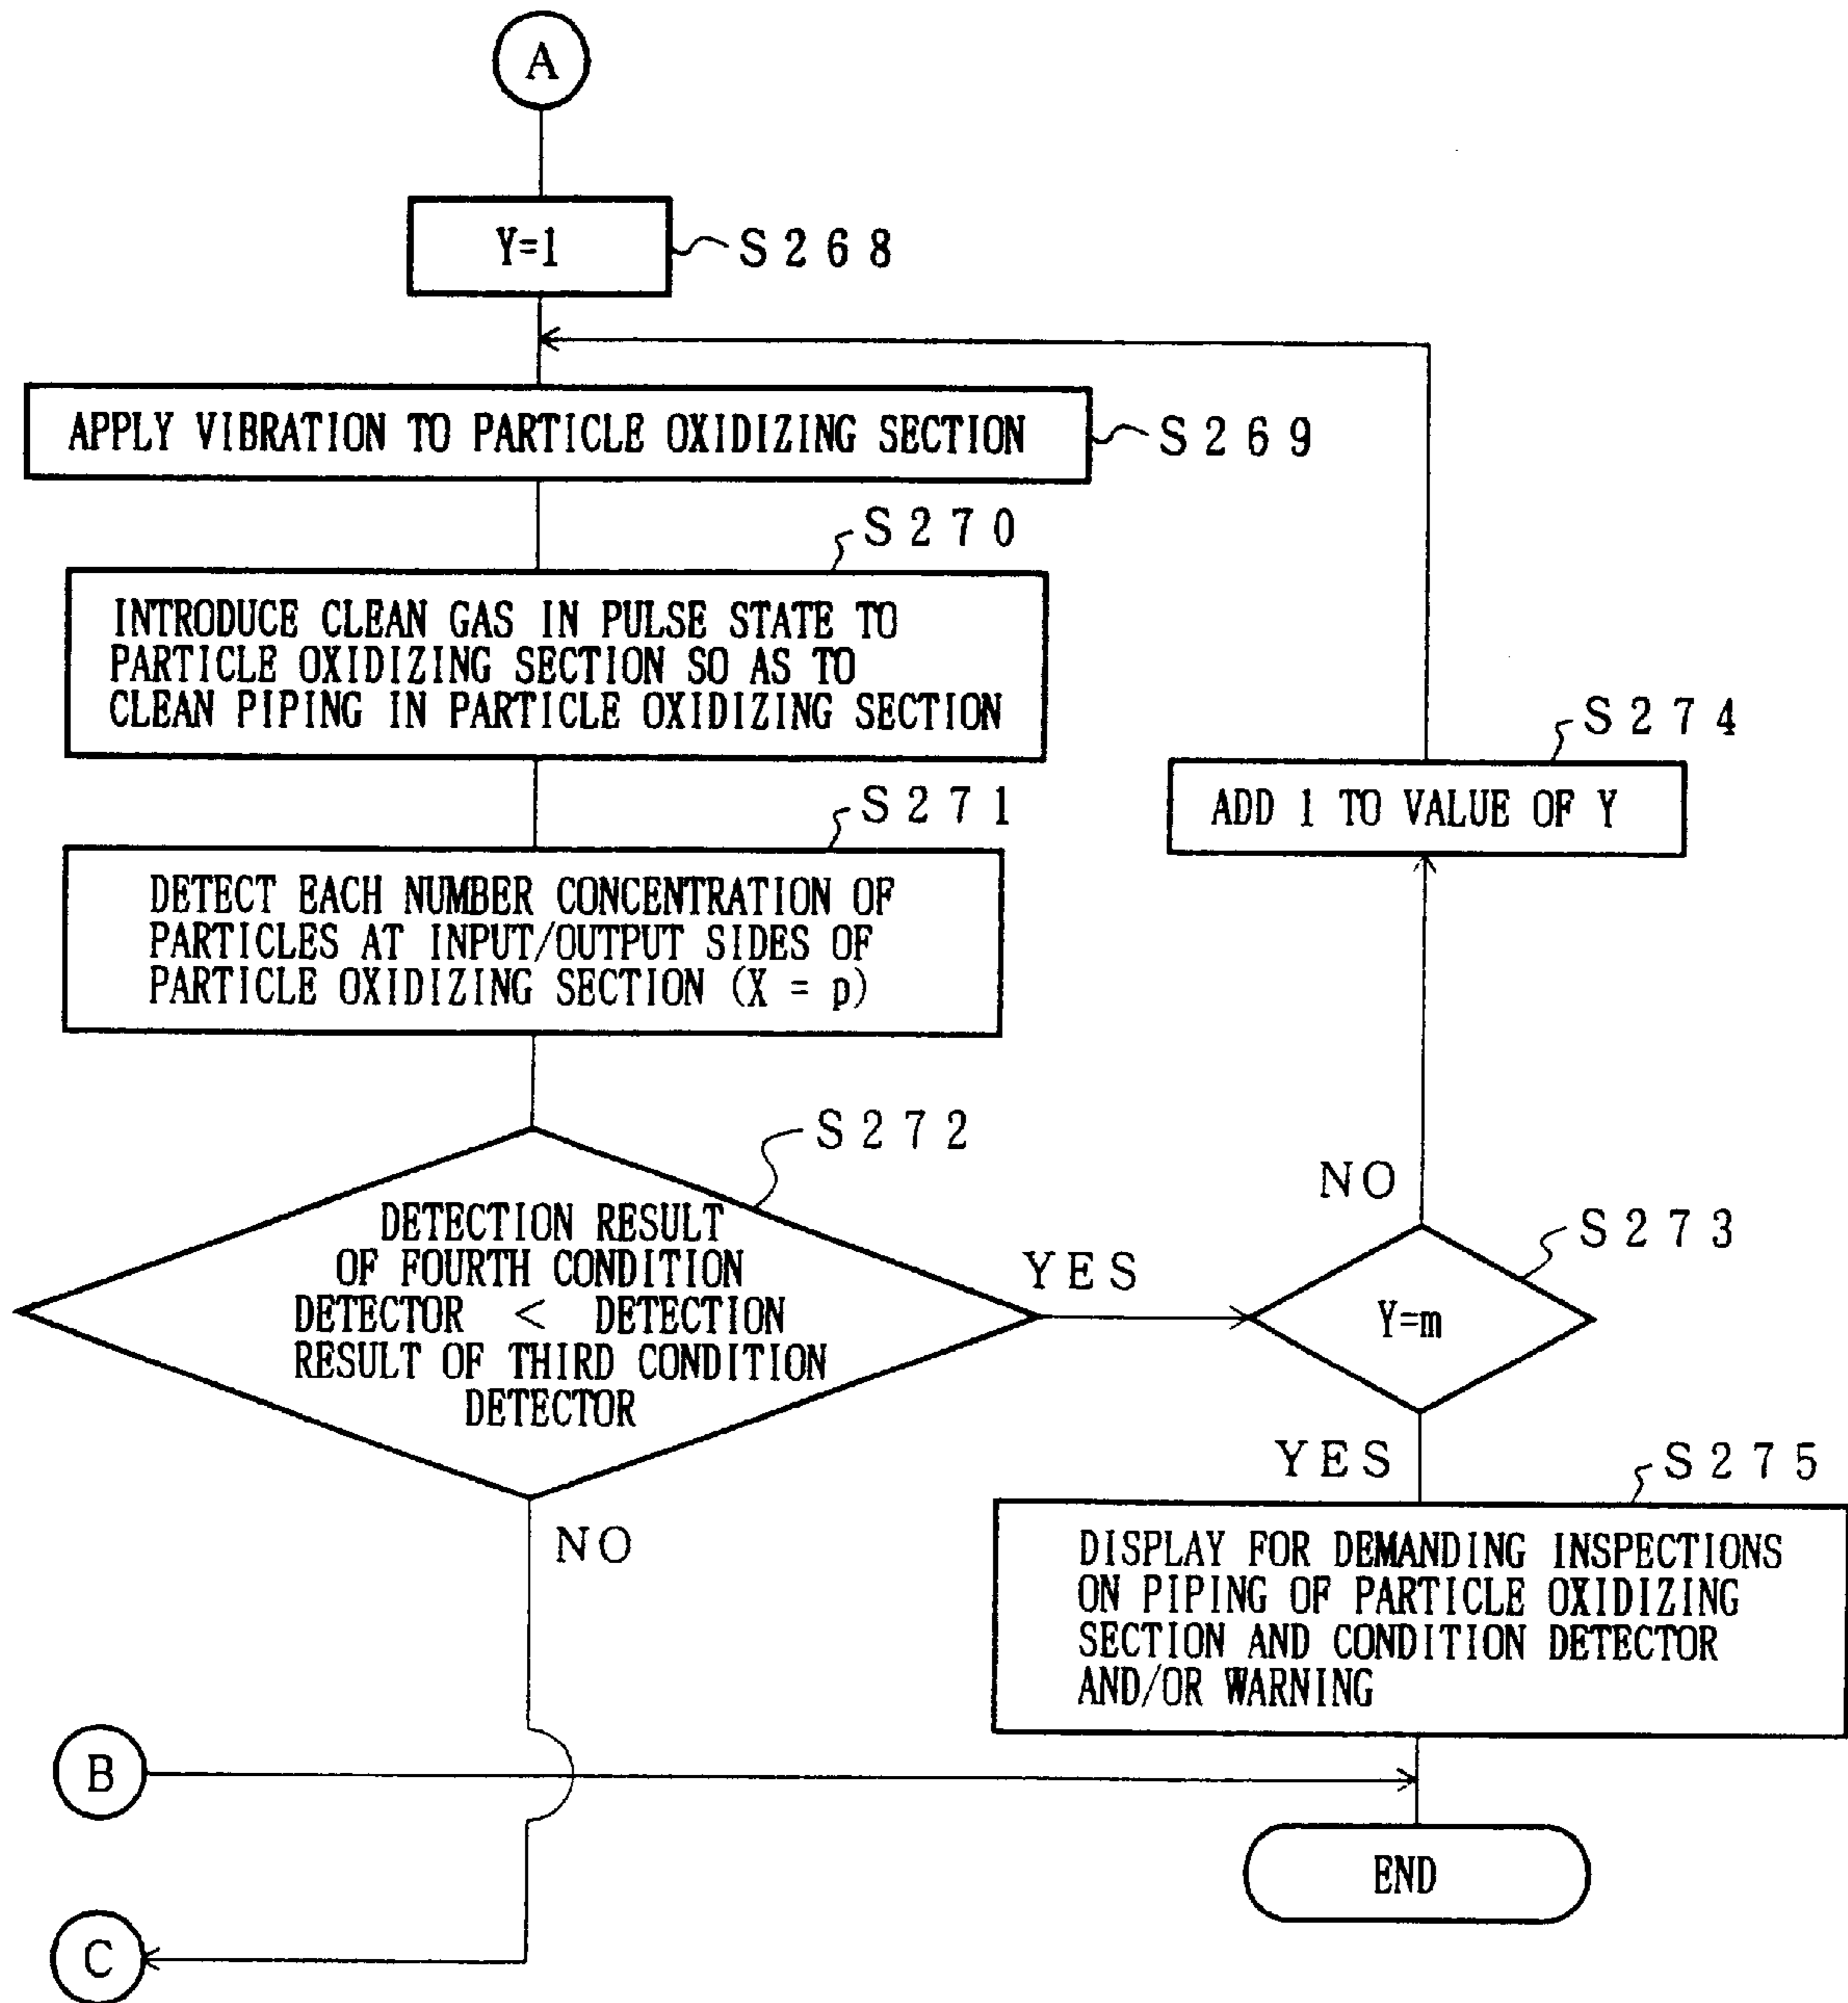 A
Y=1
S268
APPLY VIBRATION TO PARTICLE OXIDIZING SECTION
S269
S270
INTRODUCE CLEAN GAS IN PULSE STATE TO
PARTICLE OXIDIZING SECTION SO AS TO
CLEAN PIPING IN PARTICLE OXIDIZING SECTION
S271
DETECT EACH NUMBER CONCENTRATION OF
PARTICLES AT INPUT/OUTPUT SIDES OF
PARTICLE OXIDIZING SECTION (X = p)
S272
DETECTION RESULT
OF FOURTH CONDITION
DETECTOR < DETECTION
RESULT OF THIRD CONDITION
DETECTOR
YES
NO
S273
Y=m
NO
S274
ADD 1 TO VALUE OF Y
YES
S275
DISPLAY FOR DEMANDING INSPECTIONS
ON PIPING OF PARTICLE OXIDIZING
SECTION AND CONDITION DETECTOR
AND/OR WARNING
B
END
C